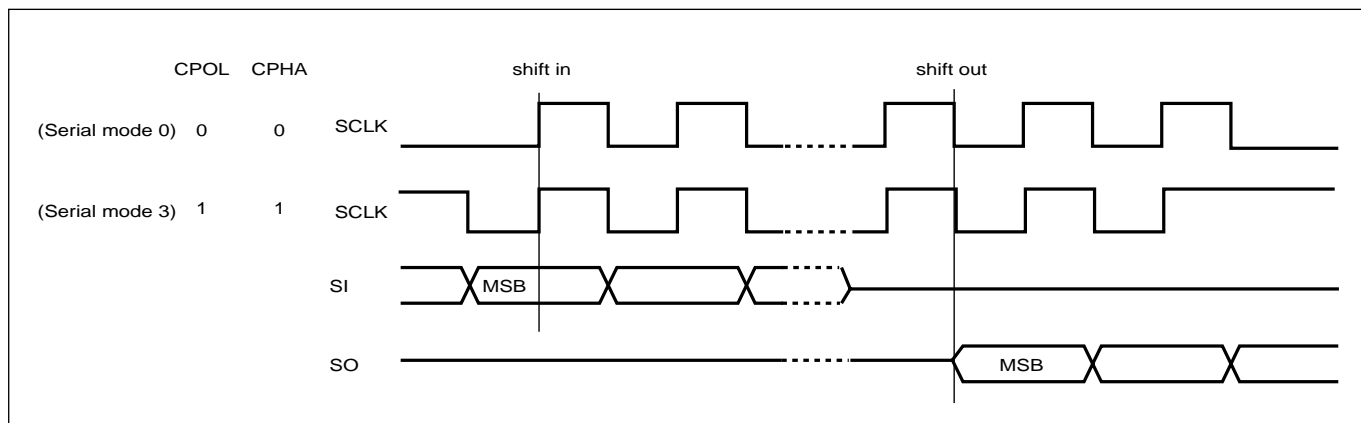 CPOL CPHA shift in shift out
(Serial mode 0) 0 0 SCLK
(Serial mode 3) 1 1 SCLK
SI MSB
SO MSB